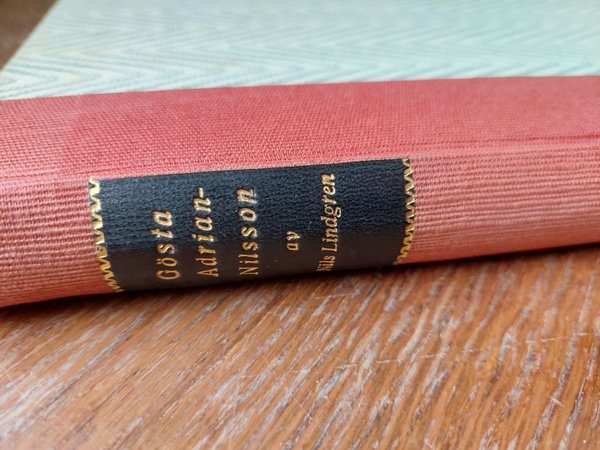 Gösta
Adrian-
Nilsson
av
Nils Lindgren